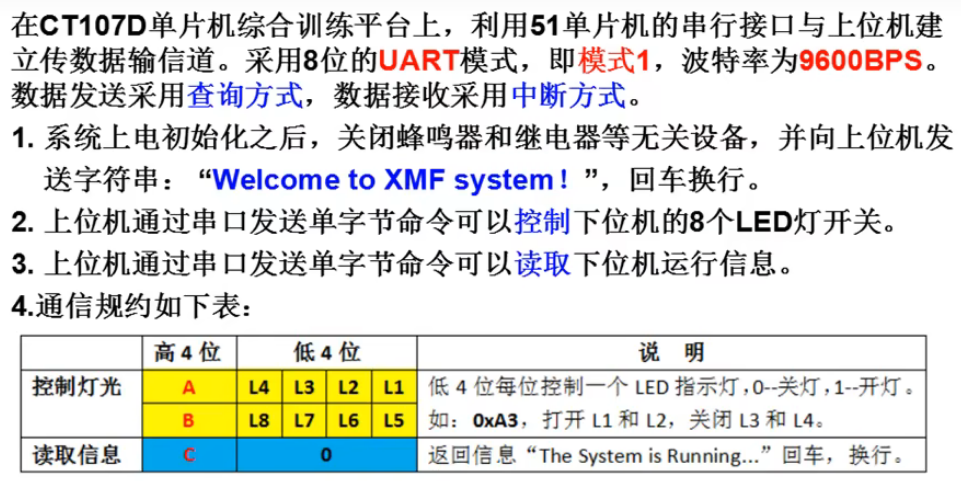 在CT107D单片机综合训练平台上，利用51单片机的串行接口与上位机建
立传数据输信道。采用8位的UART模式，即模式1，波特率为9600BPS。
数据发送采用查询方式，数据接收采用中断方式。
1. 系统上电初始化之后，关闭蜂鸣器和继电器等无关设备，并向上位机发
送字符串：“Welcome to XMF system！”，回车换行。
2. 上位机通过串口发送单字节命令可以控制下位机的8个LED灯开关。
3. 上位机通过串口发送单字节命令可以读取下位机运行信息。
4.通信规约如下表：
高 4 位 低 4 位 说 明
控制灯光 A L4 L3 L2 L1 低 4 位每位控制一个 LED 指示灯,0--关灯,1--开灯。
B L8 L7 L6 L5 如：0xA3，打开 L1 和 L2，关闭 L3 和 L4。
读取信息 C 0 返回信息“The System is Running...”回车，换行。